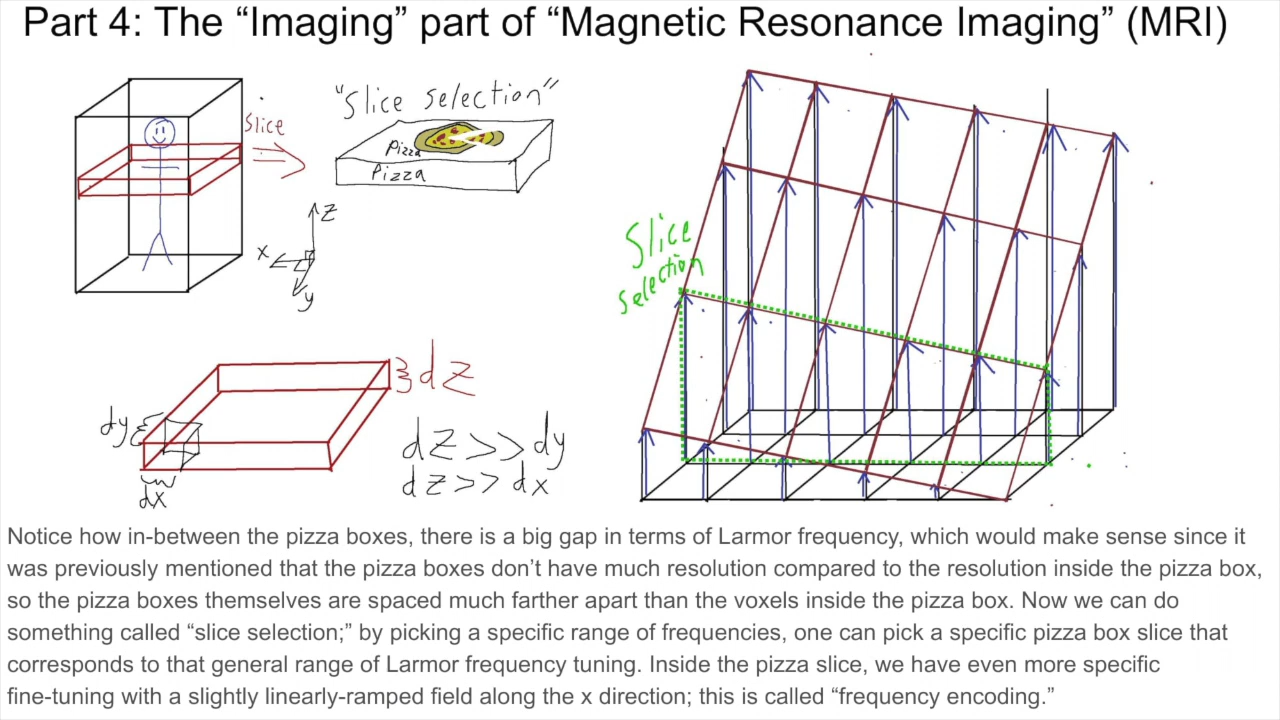 Part 4: The “Imaging” part of “Magnetic Resonance Imaging” (MRI)
"Slice selection"
Slice
Pizza
Pizza
z
x
y
Slice
selection
dz
dy
dx
dz >> dy
dz >> dx
Notice how in-between the pizza boxes, there is a big gap in terms of Larmor frequency, which would make sense since it
was previously mentioned that the pizza boxes don’t have much resolution compared to the resolution inside the pizza box,
so the pizza boxes themselves are spaced much farther apart than the voxels inside the pizza box. Now we can do
something called “slice selection;” by picking a specific range of frequencies, one can pick a specific pizza box slice that
corresponds to that general range of Larmor frequency tuning. Inside the pizza slice, we have even more specific
fine-tuning with a slightly linearly-ramped field along the x direction; this is called “frequency encoding.”